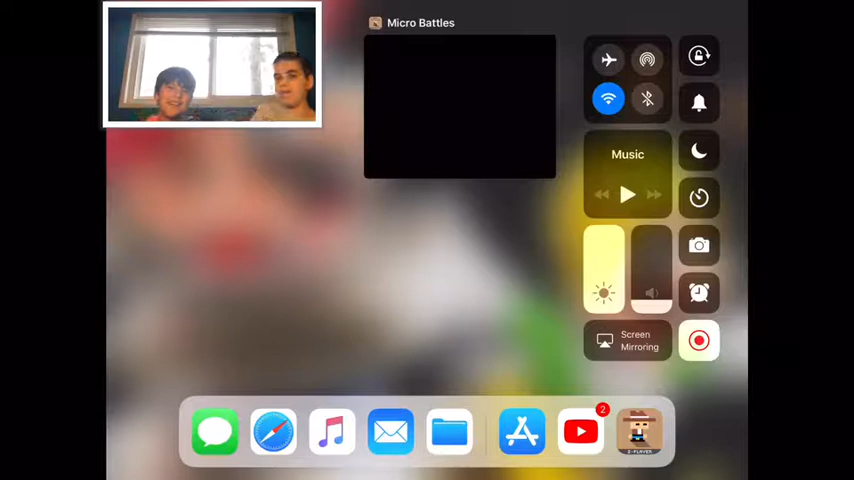 Micro Battles
Music
Screen
Mirroring
2
2-PLAYER